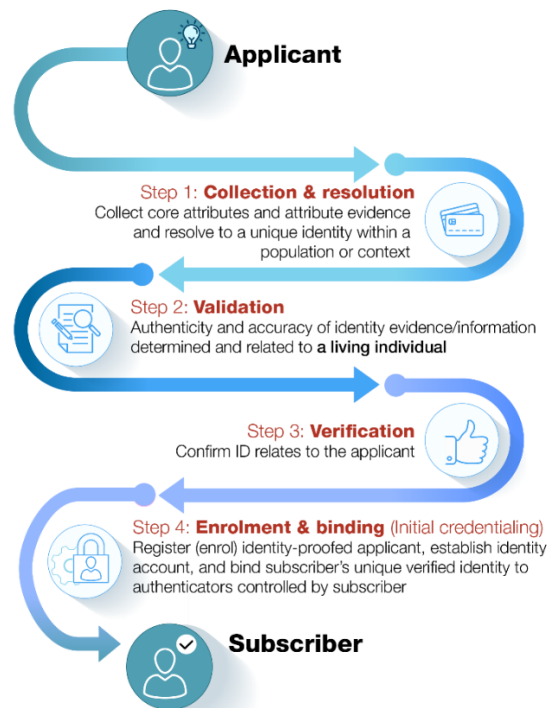 Applicant
Step 1: Collection & resolution
Collect core attributes and attribute evidence
and resolve to a unique identity within a
population or context
Step 2: Validation
Authenticity and accuracy of identity evidence/information
determined and related to a living individual
Step 3: Verification
Confirm ID relates to the applicant
Step 4: Enrolment & binding (Initial credentialing)
Register (enrol) identity-proofed applicant, establish identity
account, and bind subscriber's unique verified identity to
authenticators controlled by subscriber
Subscriber